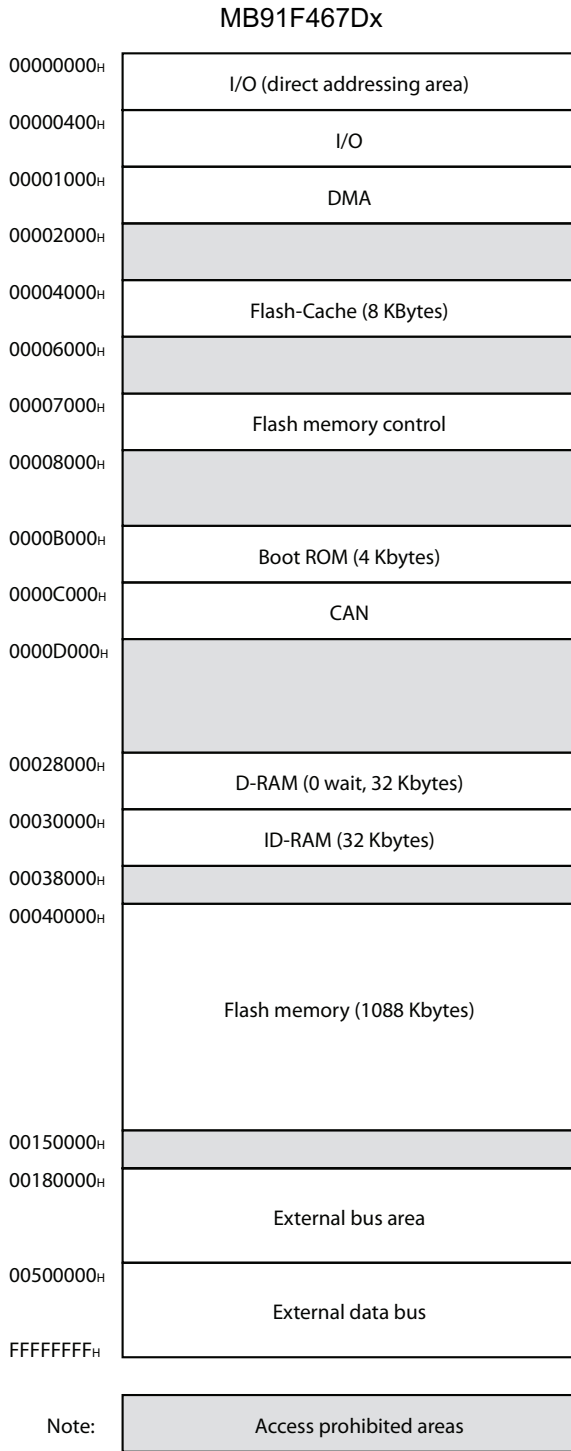 MB91F467Dx
00000000H
I/O (direct addressing area)
00000400H
I/O
00001000H
DMA
00002000H
00004000H
Flash-Cache (8 KBytes)
00006000H
00007000H
Flash memory control
00008000H
0000B000H
Boot ROM (4 Kbytes)
0000C000H
CAN
0000D000H
00028000H
D-RAM (0 wait, 32 Kbytes)
00030000H
ID-RAM (32 Kbytes)
00038000H
00040000H
Flash memory (1088 Kbytes)
00150000H
00180000H
External bus area
00500000H
External data bus
FFFFFFFFH
Note: Access prohibited areas